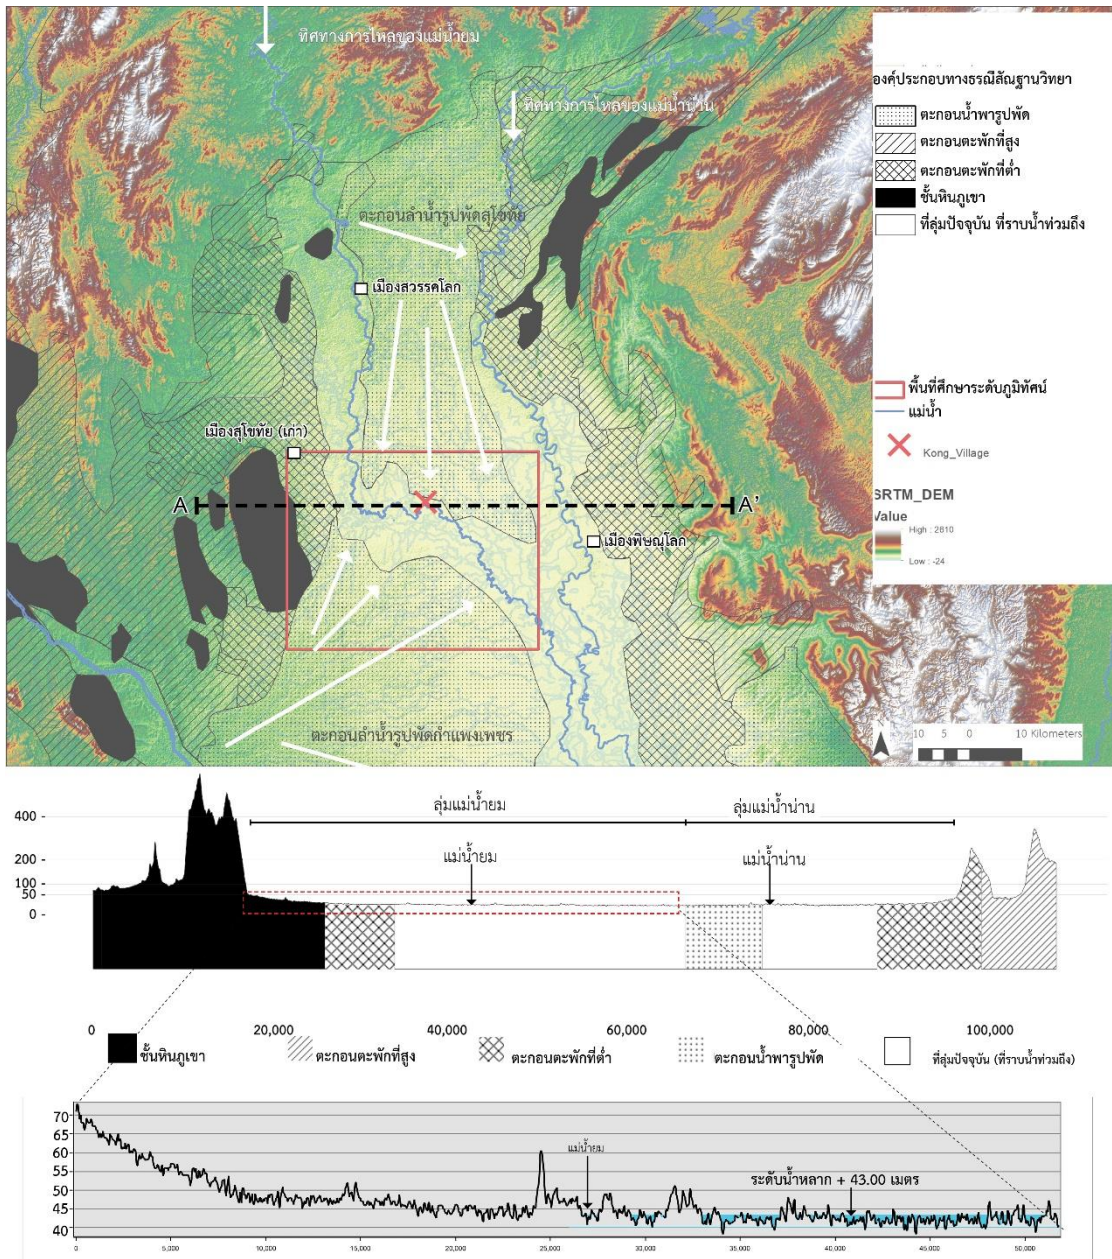 ทิศทางการไหลของแม่น้ำยม
ทิศทางการไหลของแม่น้ำน่าน
ตะกอนลำน้ำรูปพัดสุโขทัย
เมืองสวรรคโลก
เมืองสุโขทัย (เก่า)
A
A'
เมืองพิษณุโลก
ตะกอนลำน้ำรูปพัดกำแพงเพชร
องค์ประกอบทางธรณีสัณฐานวิทยา
ตะกอนน้ำพารูปพัด
ตะกอนตะพักที่สูง
ตะกอนตะพักที่ต่ำ
ชั้นหินภูเขา
ที่ลุ่มปัจจุบัน ที่ราบน้ำท่วมถึง
พื้นที่ศึกษาระดับภูมิทัศน์
แม่น้ำ
Kong_Village
SRTM_DEM
Value
High : 2610
Low : -24
10 5 0 10 Kilometers
ลุ่มแม่น้ำยม
ลุ่มแม่น้ำน่าน
แม่น้ำยม
แม่น้ำน่าน
400 -
200 -
100 -
50 -
0 -
0 20,000 40,000 60,000 80,000 100,000
ชั้นหินภูเขา
ตะกอนตะพักที่สูง
ตะกอนตะพักที่ต่ำ
ตะกอนน้ำพารูปพัด
ที่ลุ่มปัจจุบัน (ที่ราบน้ำท่วมถึง)
แม่น้ำยม
ระดับน้ำหลาก + 43.00 เมตร
70
65
60
55
50
45
40
0 5,000 10,000 15,000 20,000 25,000 30,000 35,000 40,000 45,000 50,000